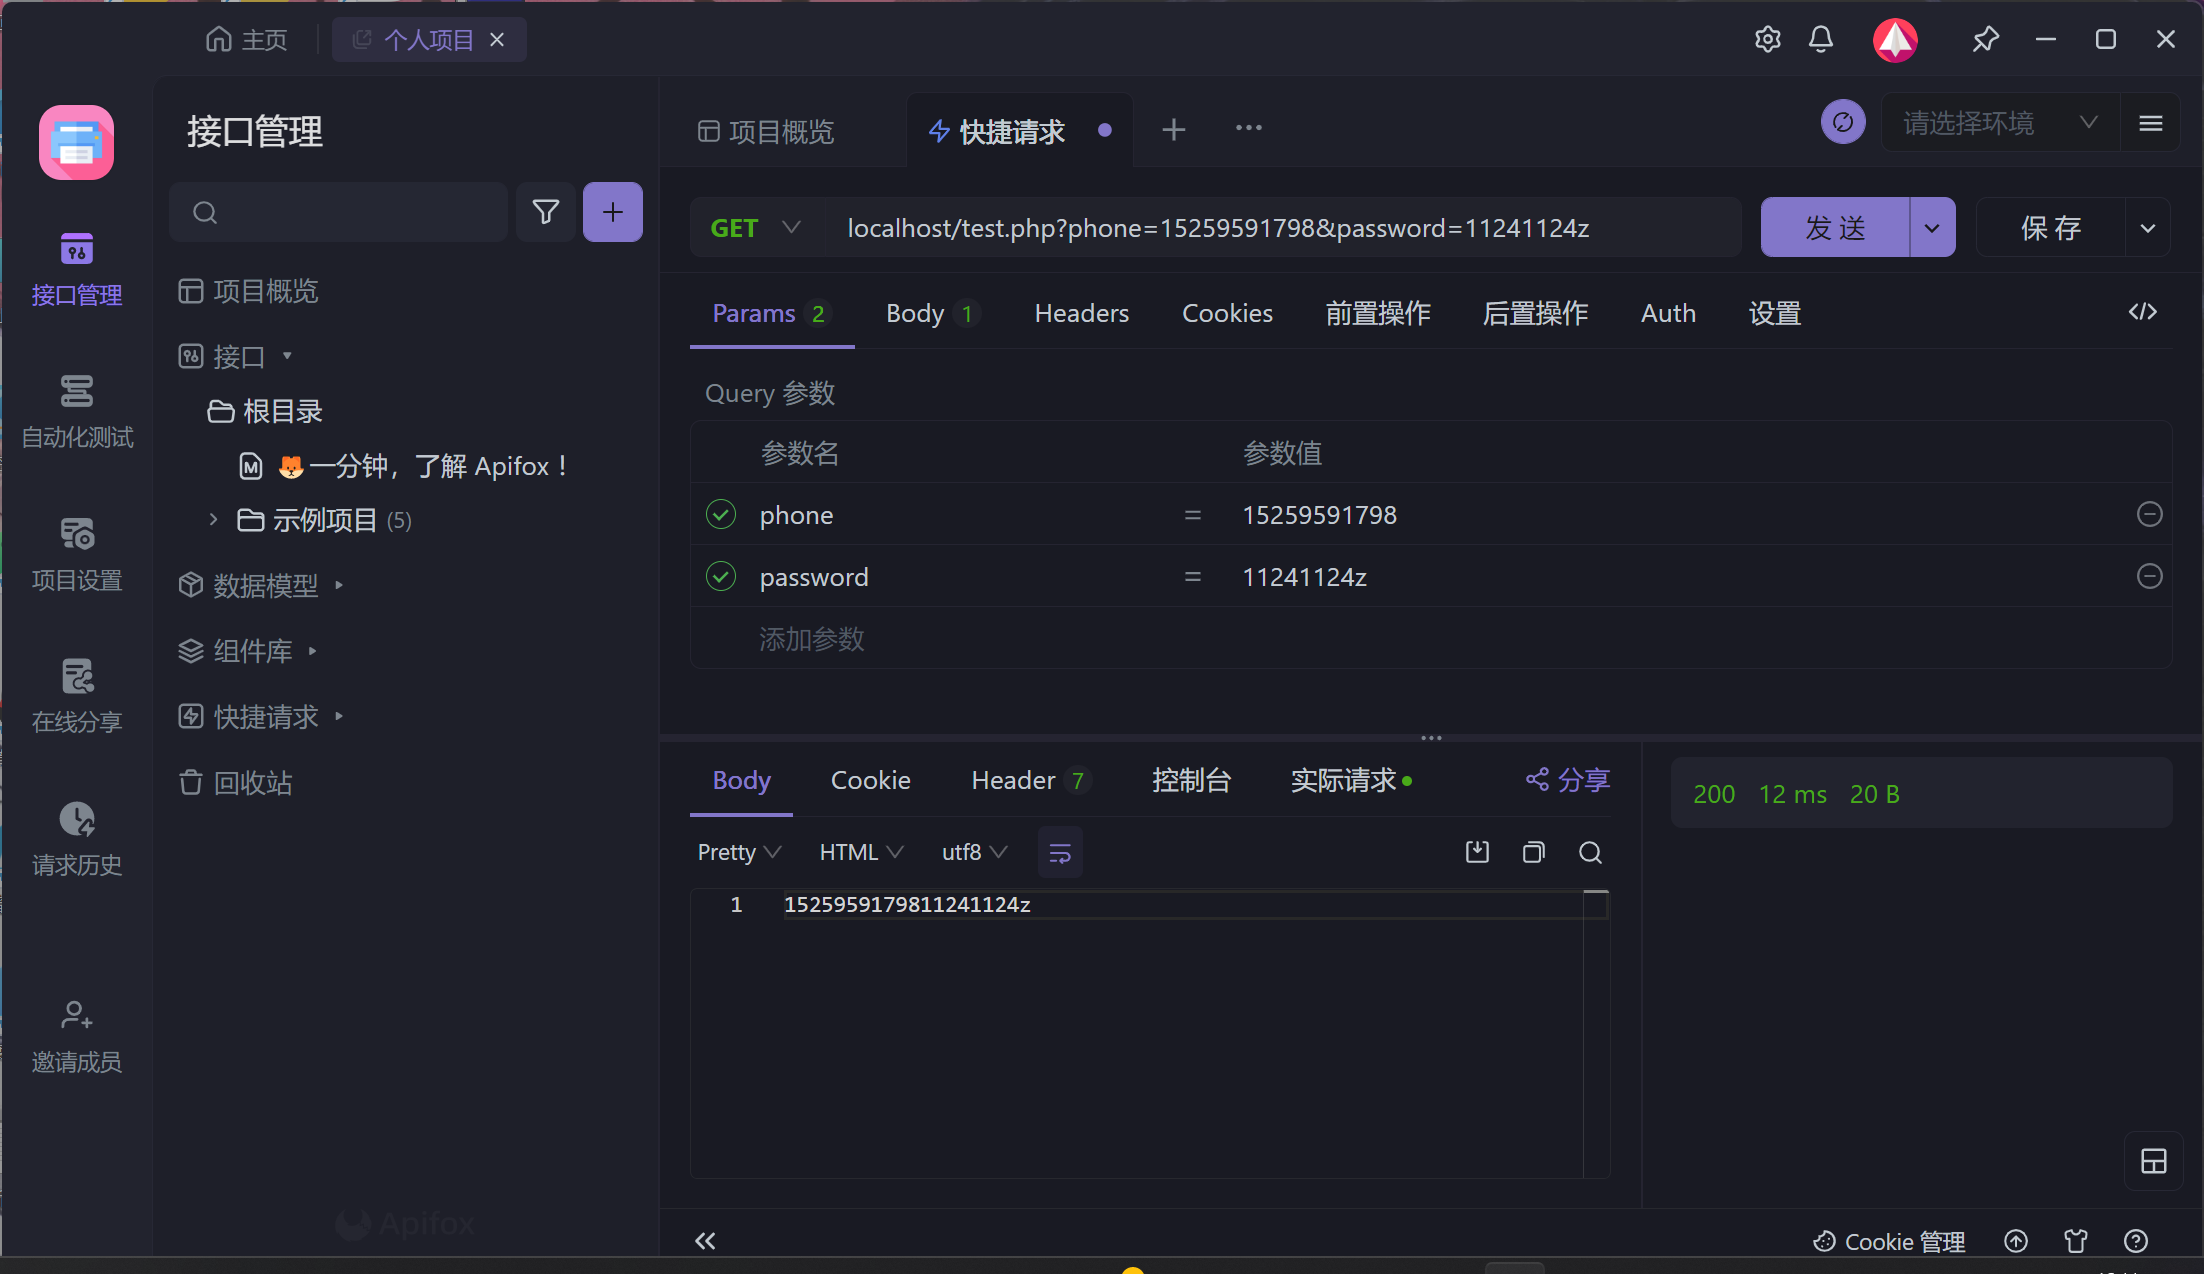 主页
个人项目
接口管理
项目概览
快捷请求
请选择环境
GET
localhost/test.php?phone=15259591798&password=11241124z
发 送
保 存
接口管理
自动化测试
项目设置
在线分享
请求历史
邀请成员
项目概览
接口
根目录
一分钟，了解 Apifox！
示例项目 (5)
数据模型
组件库
快捷请求
回收站
Apifox
Params 2
Body 1
Headers
Cookies
前置操作
后置操作
Auth
设置
Query 参数
参数名
参数值
phone = 15259591798
password = 11241124z
添加参数
Body
Cookie
Header 7
控制台
实际请求
分享
200 12 ms 20 B
Pretty
HTML
utf8
1 1525959179811241124z
Cookie 管理